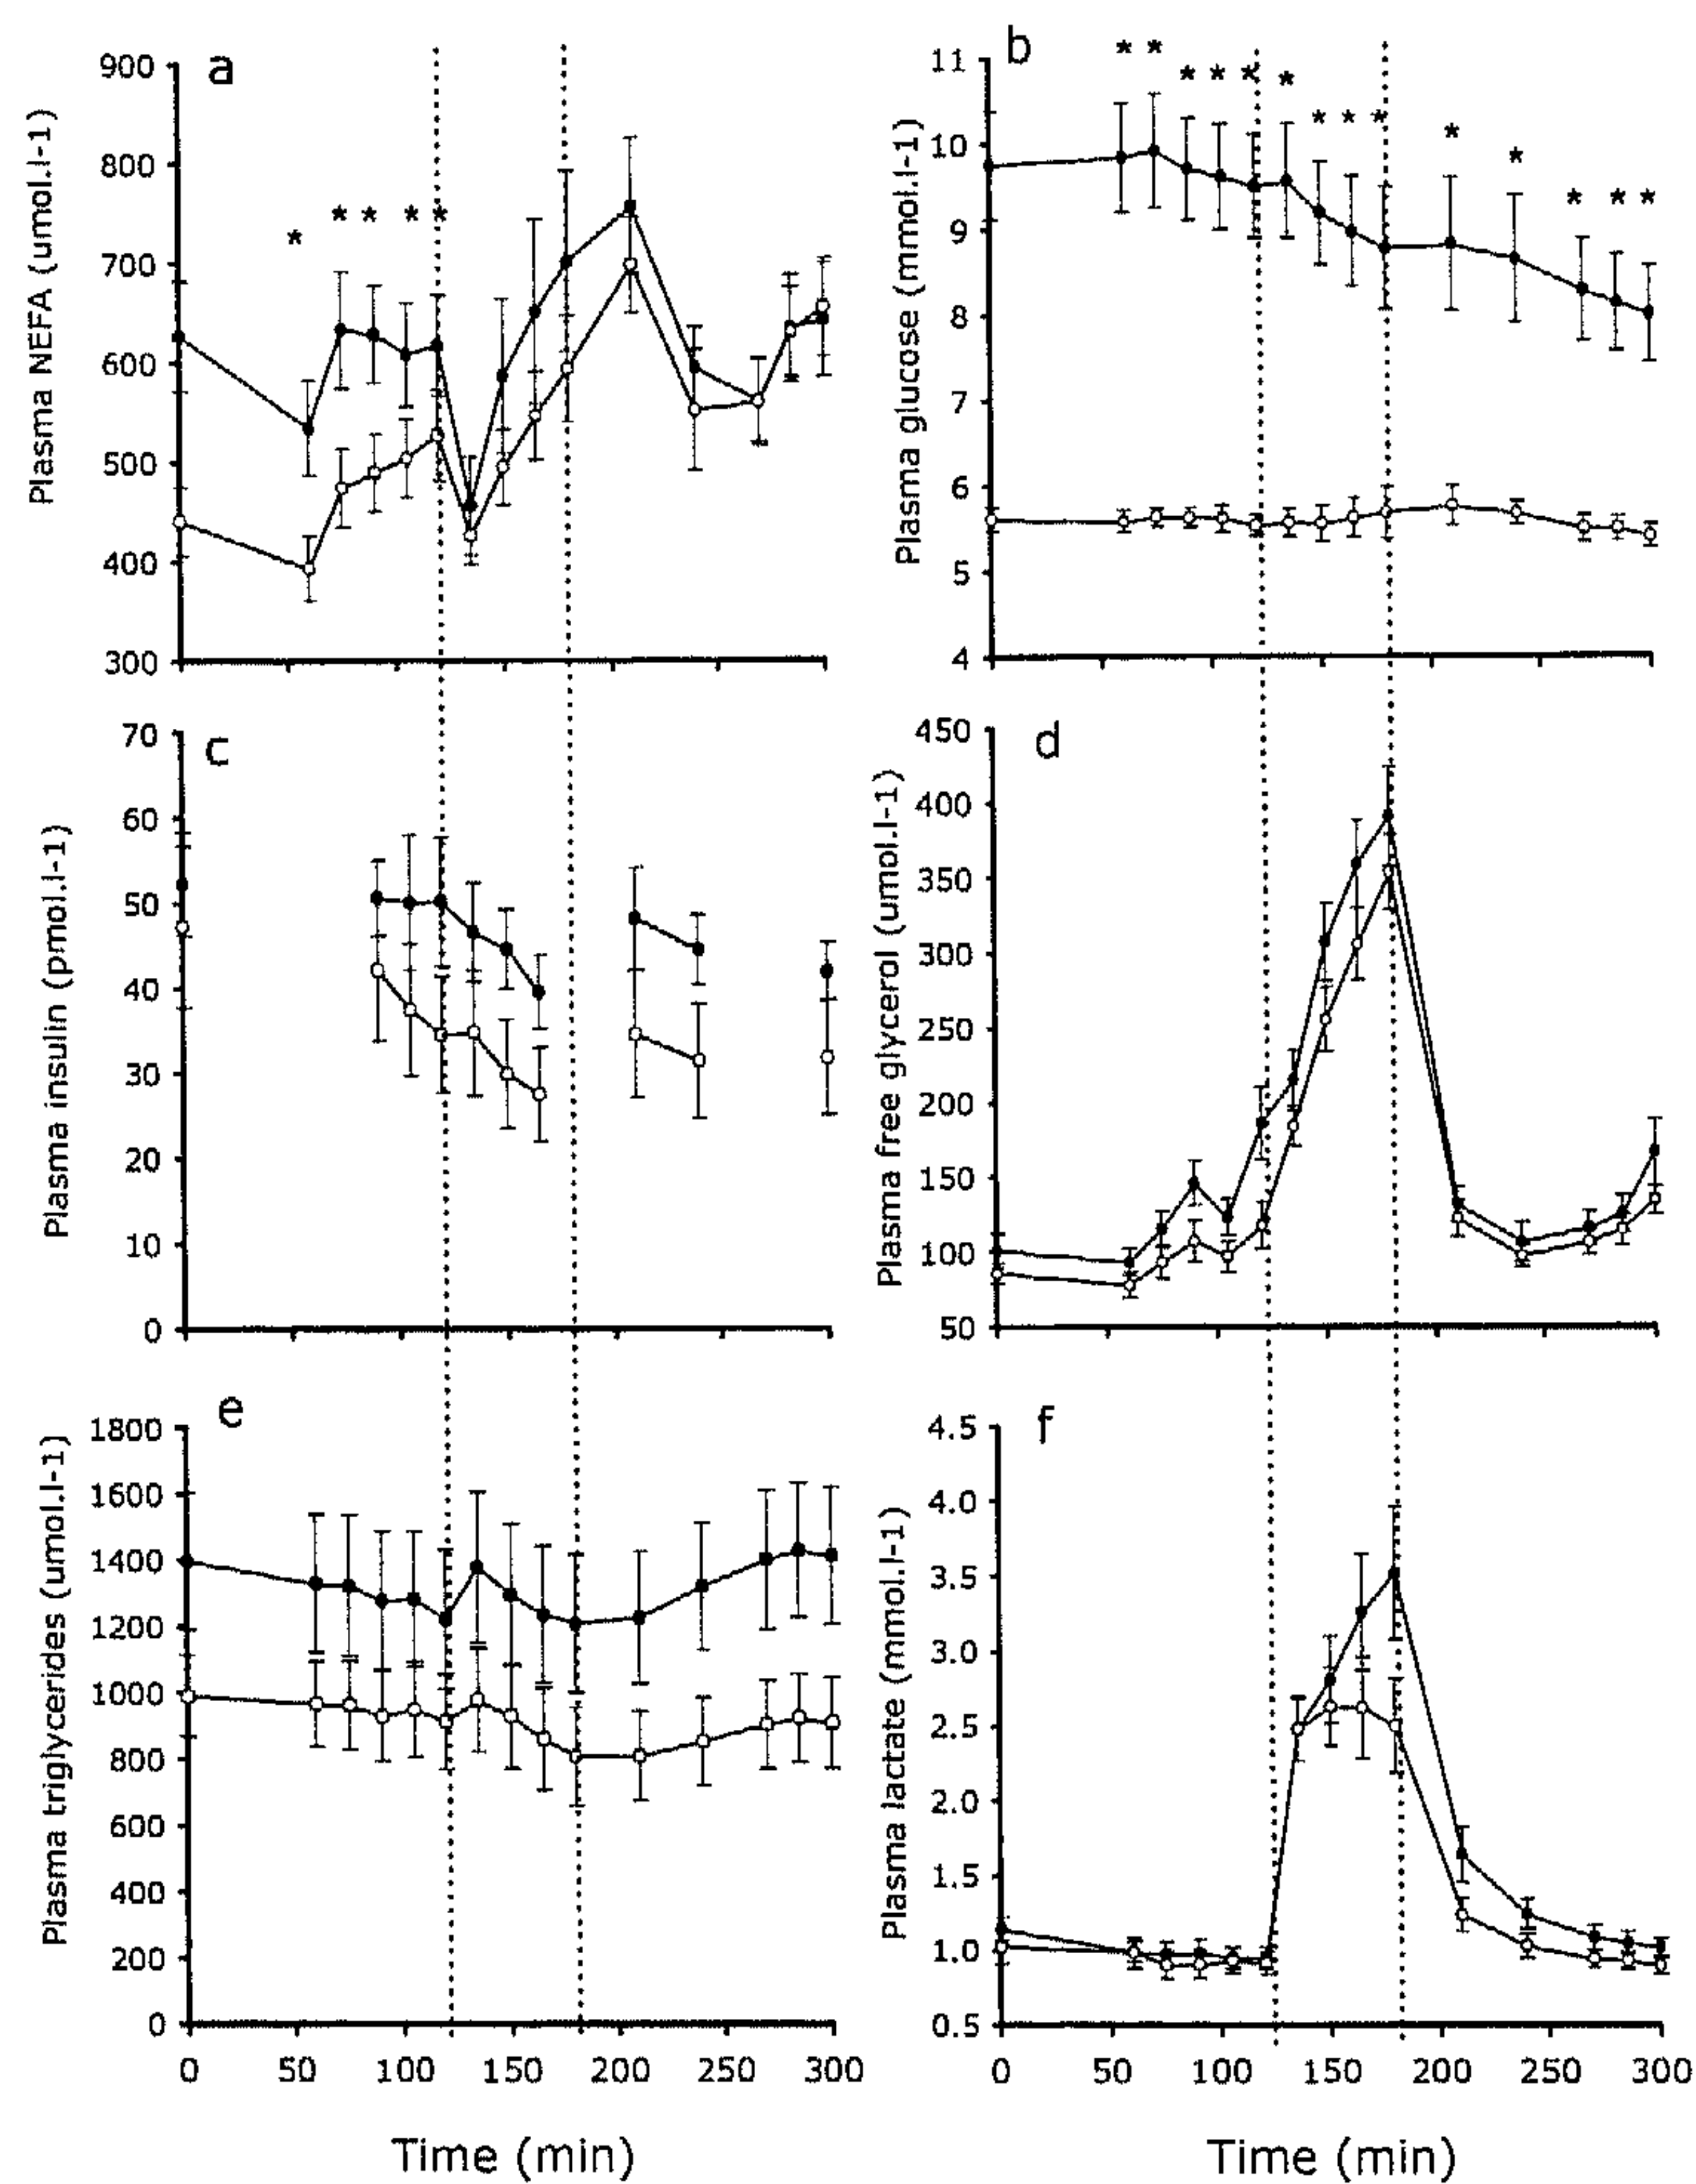 a
900
800
700
600
500
400
300
Plasma NEFA (umol.l-1)
* * * * *
b
11
10
9
8
7
6
5
4
Plasma glucose (mmol.l-1)
* * * * * * * * * * * * * *
c
70
60
50
40
30
20
10
0
Plasma insulin (pmol.l-1)
d
450
400
350
300
250
200
150
100
50
Plasma free glycerol (umol.l-1)
e
1800
1600
1400
1200
1000
800
600
400
200
0
Plasma triglycerides (umol.l-1)
0 50 100 150 200 250 300
Time (min)
f
4.5
4.0
3.5
3.0
2.5
2.0
1.5
1.0
0.5
Plasma lactate (mmol.l-1)
0 50 100 150 200 250 300
Time (min)